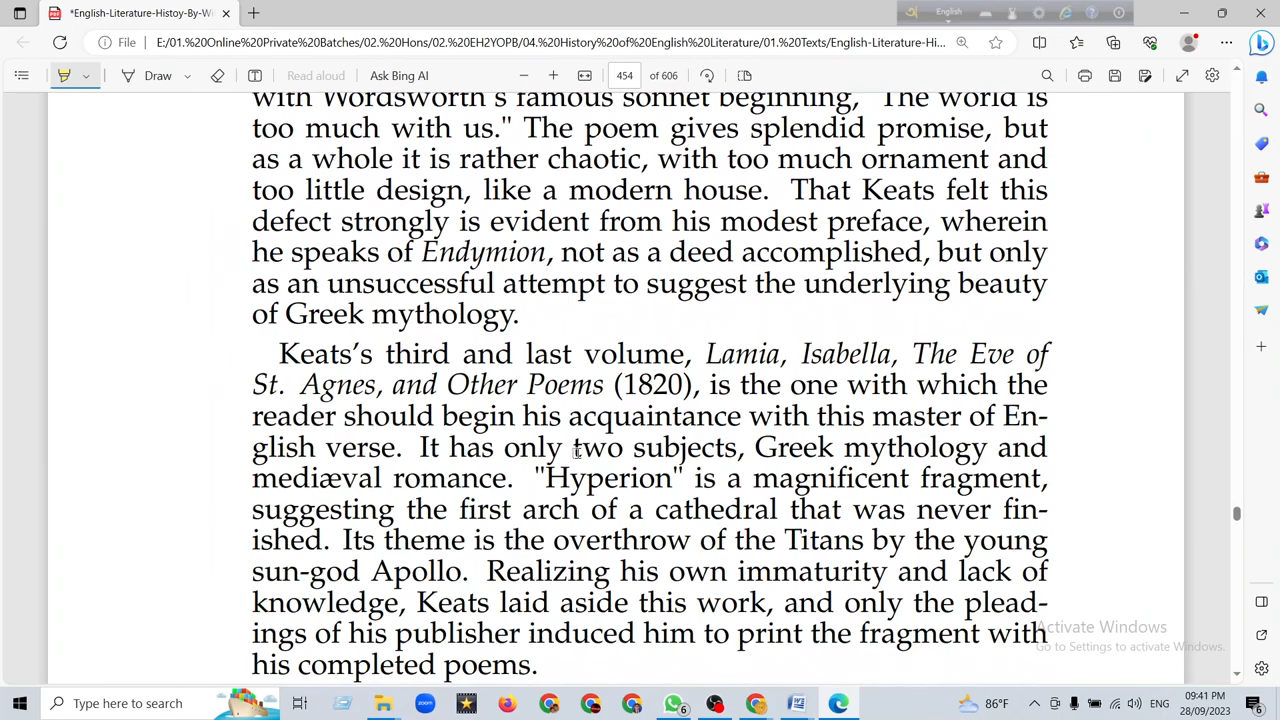 *English-Literature-Histoy-By-Wi
English
File
E:/01.%20Online%20Private%20Batches/02.%20Hons/02.%20EH2YOPB/04.%20History%20of%20English%20Literature/01.%20Texts/English-Literature-Hi...
Draw
Read aloud
Ask Bing AI
454
of 606
with Wordsworth's famous sonnet beginning, "The world is
too much with us." The poem gives splendid promise, but
as a whole it is rather chaotic, with too much ornament and
too little design, like a modern house. That Keats felt this
defect strongly is evident from his modest preface, wherein
he speaks of Endymion, not as a deed accomplished, but only
as an unsuccessful attempt to suggest the underlying beauty
of Greek mythology.
Keats's third and last volume, Lamia, Isabella, The Eve of
St. Agnes, and Other Poems (1820), is the one with which the
reader should begin his acquaintance with this master of En-
glish verse. It has only two subjects, Greek mythology and
mediæval romance. "Hyperion" is a magnificent fragment,
suggesting the first arch of a cathedral that was never fin-
ished. Its theme is the overthrow of the Titans by the young
sun-god Apollo. Realizing his own immaturity and lack of
knowledge, Keats laid aside this work, and only the plead-
ings of his publisher induced him to print the fragment with
his completed poems.
Activate Windows
Go to Settings to activate Windows.
Type here to search
zoom
6
86°F
ENG
09:41 PM
28/09/2023
6